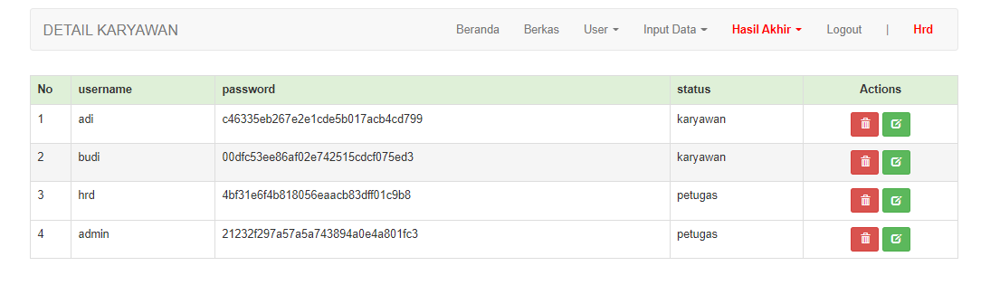 DETAIL KARYAWAN Beranda Berkas User Input Data Hasil Akhir Logout | Hrd
No username password status Actions
1 adi c46335eb267e2e1cde5b017acb4cd799 karyawan
2 budi 00dfc53ee86af02e742515cdcf075ed3 karyawan
3 hrd 4bf31e6f4b818056eaacb83dff01c9b8 petugas
4 admin 21232f297a57a5a743894a0e4a801fc3 petugas